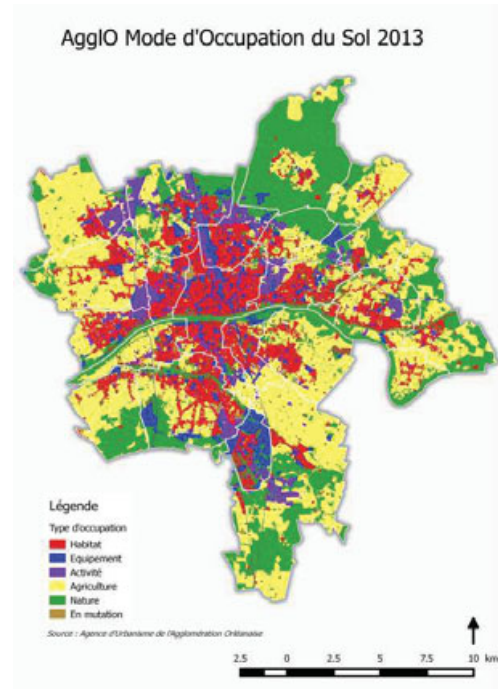 AgglO Mode d'Occupation du Sol 2013
Légende
Type d'occupation
Habitat
Equipement
Activité
Agriculture
Nature
En mutation
Source : Agence d'Urbanisme de l'Agglomération Orléanaise
2.5 0 2.5 5 7.5 10 km